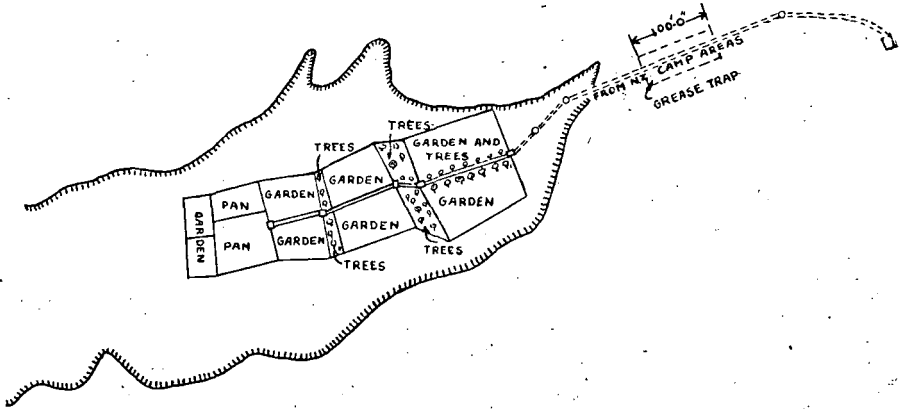 100'-0"
FROM N.Z. CAMP AREAS
GREASE TRAP
TREES
TREES
GARDEN AND
TREES
GARDEN
GARDEN
GARDEN
PAN
GARDEN
GARDEN
PAN
GARDEN
GARDEN
TREES
TREES